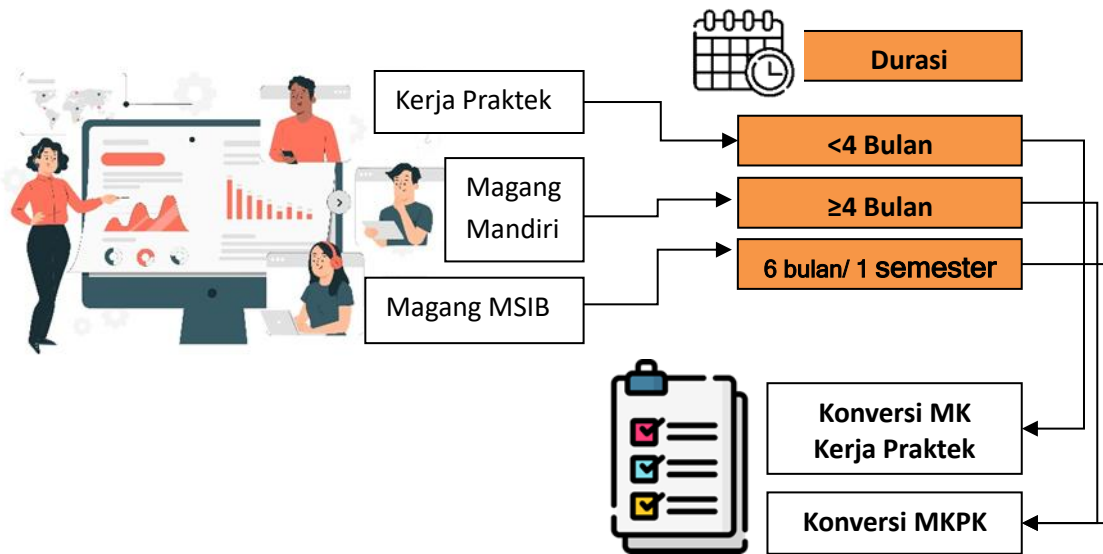 Durasi
Kerja Praktek
<4 Bulan
Magang
Mandiri
≥4 Bulan
6 bulan/ 1 semester
Magang MSIB
Konversi MK
Kerja Praktek
Konversi MKPK